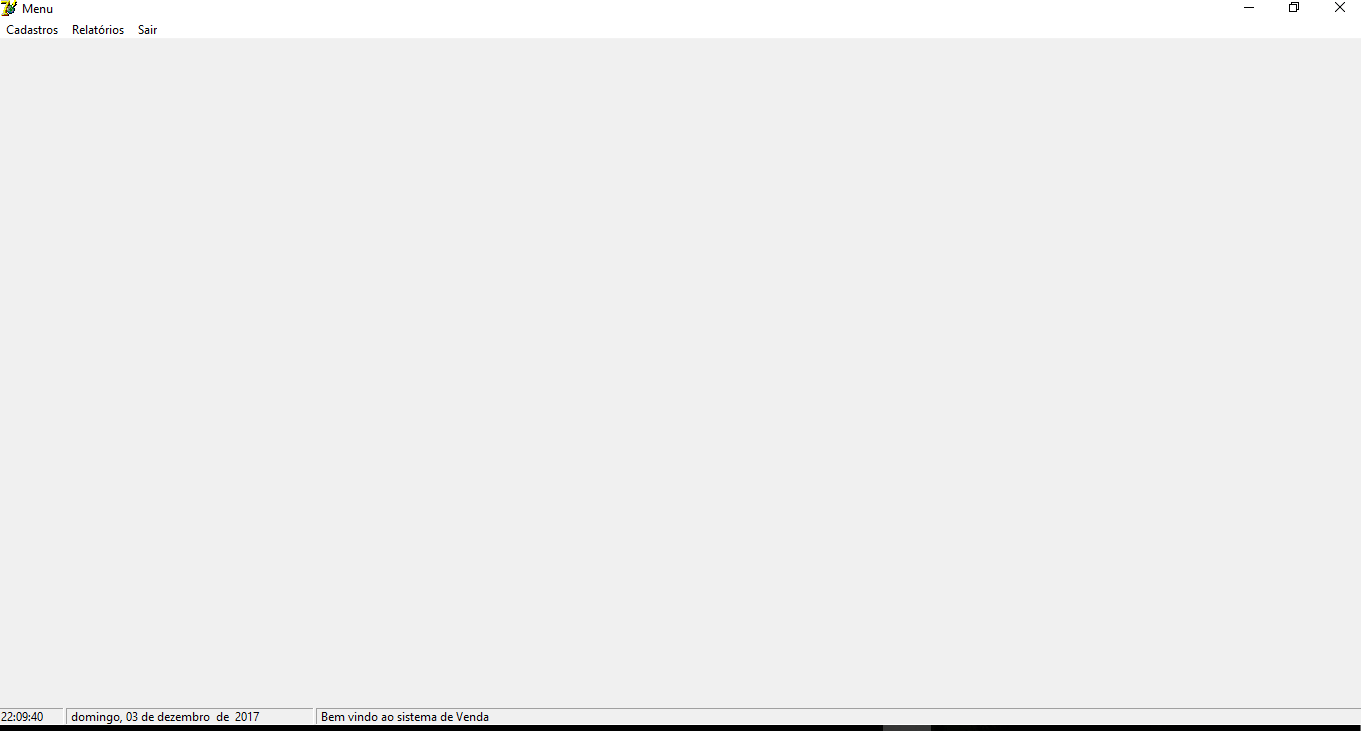 Menu
Cadastros Relatórios Sair
22:09:40 domingo, 03 de dezembro de 2017 Bem vindo ao sistema de Venda